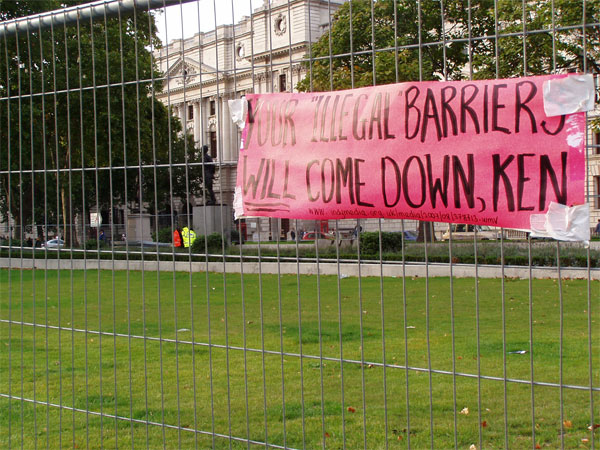 YOUR "ILLEGAL" BARRIERS
WILL COME DOWN, KEN